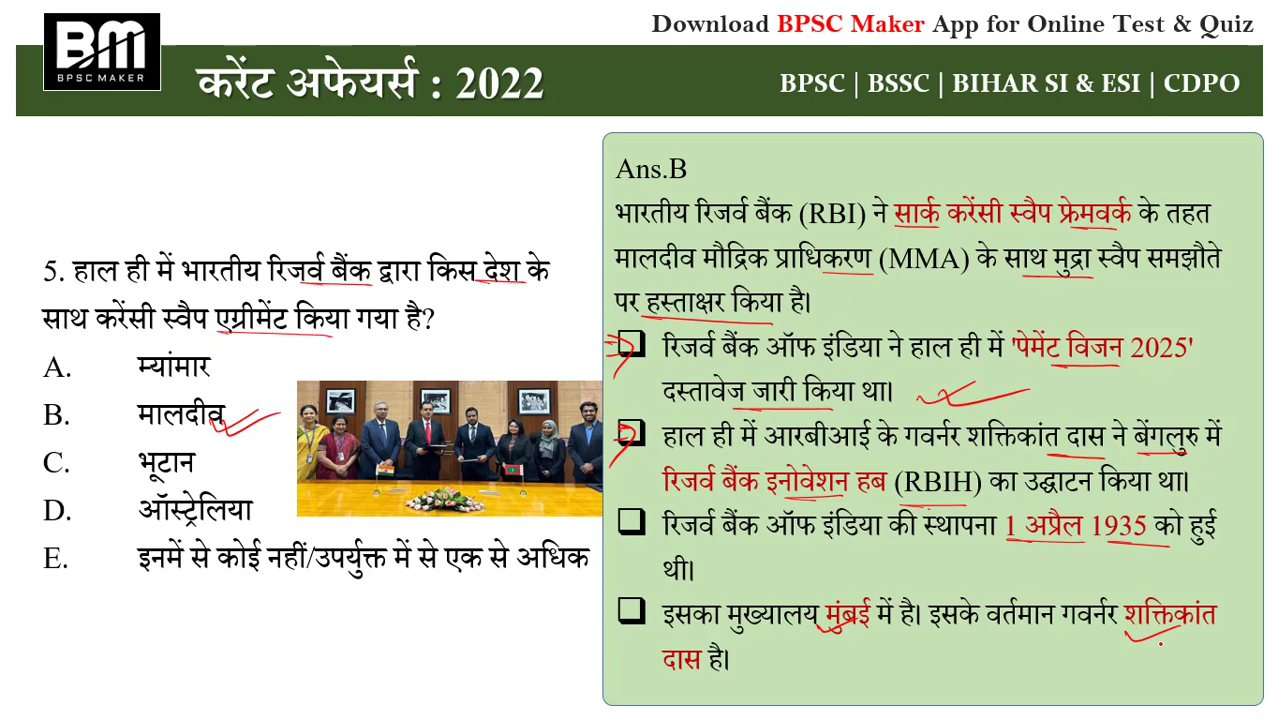 Download BPSC Maker App for Online Test & Quiz
BM
BPSC MAKER
करेंट अफेयर्स : 2022
BPSC | BSSC | BIHAR SI & ESI | CDPO
5. हाल ही में भारतीय रिजर्व बैंक द्वारा किस देश के
साथ करेंसी स्वैप एग्रीमेंट किया गया है?
A. म्यांमार
B. मालदीव
C. भूटान
D. ऑस्ट्रेलिया
E. इनमें से कोई नहीं/उपर्युक्त में से एक से अधिक
Ans.B
भारतीय रिजर्व बैंक (RBI) ने सार्क करेंसी स्वैप फ्रेमवर्क के तहत
मालदीव मौद्रिक प्राधिकरण (MMA) के साथ मुद्रा स्वैप समझौते
पर हस्ताक्षर किया है।
रिजर्व बैंक ऑफ इंडिया ने हाल ही में 'पेमेंट विजन 2025'
दस्तावेज जारी किया था।
हाल ही में आरबीआई के गवर्नर शक्तिकांत दास ने बेंगलुरु में
रिजर्व बैंक इनोवेशन हब (RBIH) का उद्घाटन किया था।
रिजर्व बैंक ऑफ इंडिया की स्थापना 1 अप्रैल 1935 को हुई
थी।
इसका मुख्यालय मुंबई में है। इसके वर्तमान गवर्नर शक्तिकांत
दास है।